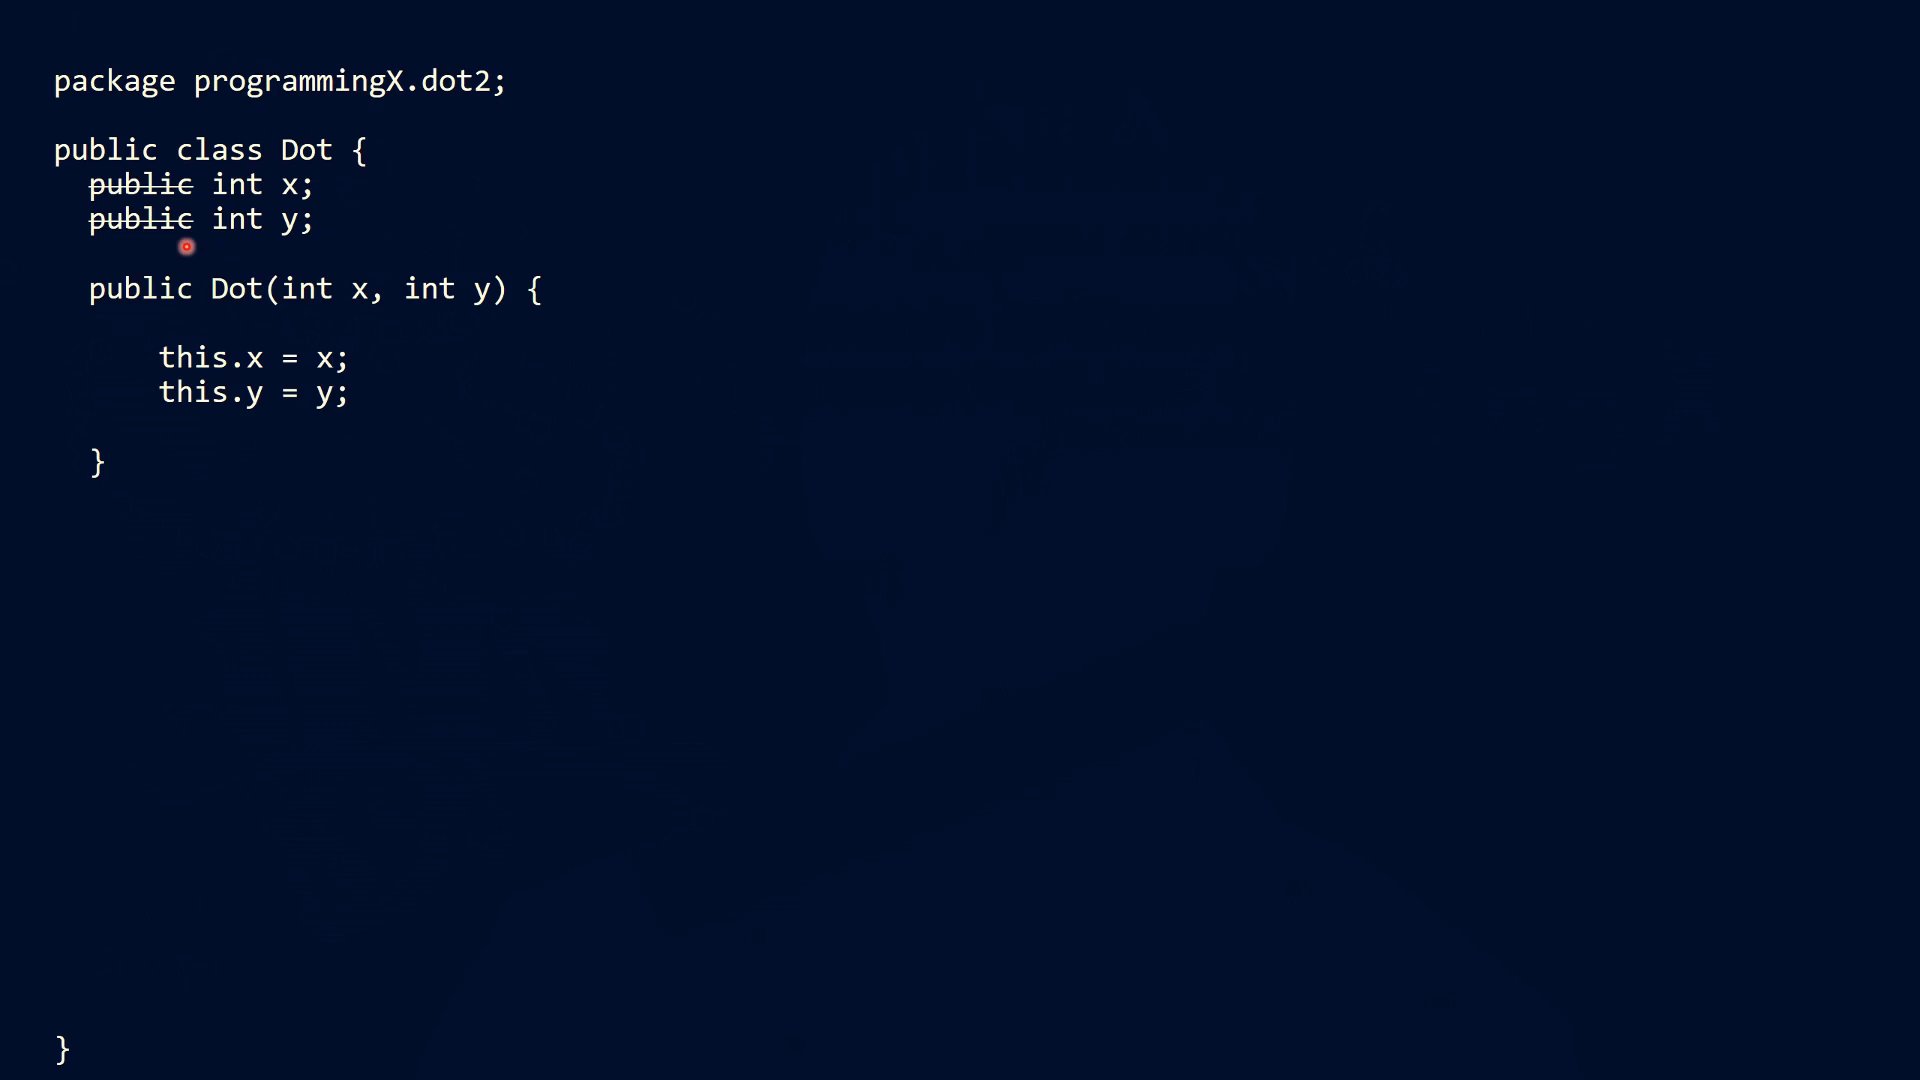 package programmingX.dot2;
public class Dot {
public int x;
public int y;
public Dot(int x, int y) {
this.x = x;
this.y = y;
}
}